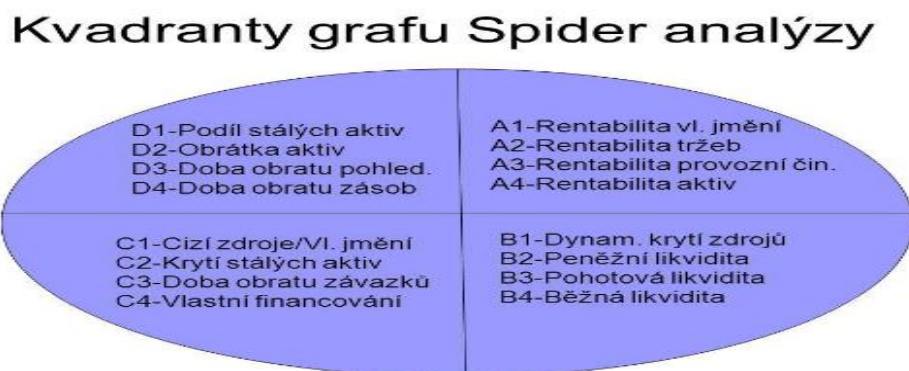 Kvadranty grafu Spider analýzy
D1-Podíl stálých aktiv
D2-Obrátka aktiv
D3-Doba obratu pohled.
D4-Doba obratu zásob
A1-Rentabilita vl. jmění
A2-Rentabilita tržeb
A3-Rentabilita provozní čin.
A4-Rentabilita aktiv
C1-Cizí zdroje/Vl. jmění
C2-Krytí stálých aktiv
C3-Doba obratu závazků
C4-Vlastní financování
B1-Dynam. krytí zdrojů
B2-Peněžní likvidita
B3-Pohotová likvidita
B4-Běžná likvidita